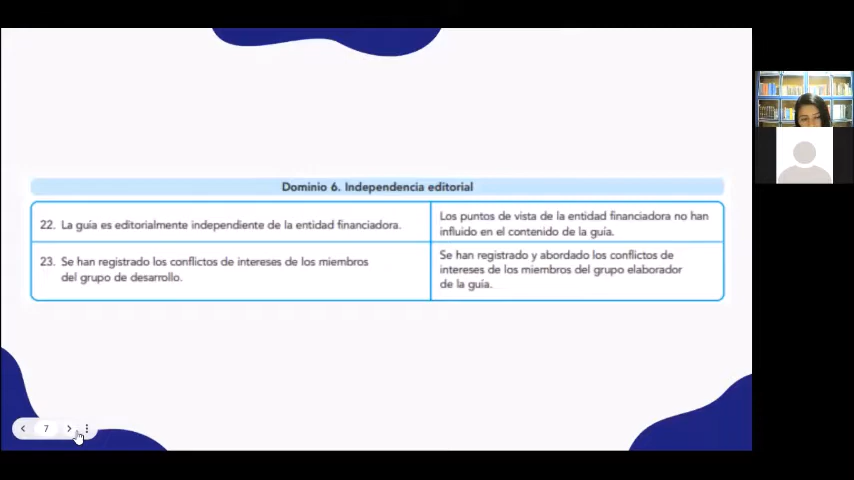 Dominio 6. Independencia editorial
22. La guía es editorialmente independiente de la entidad financiadora.
Los puntos de vista de la entidad financiadora no han
influido en el contenido de la guía.
23. Se han registrado los conflictos de intereses de los miembros
del grupo de desarrollo.
Se han registrado y abordado los conflictos de
intereses de los miembros del grupo elaborador
de la guía.
7